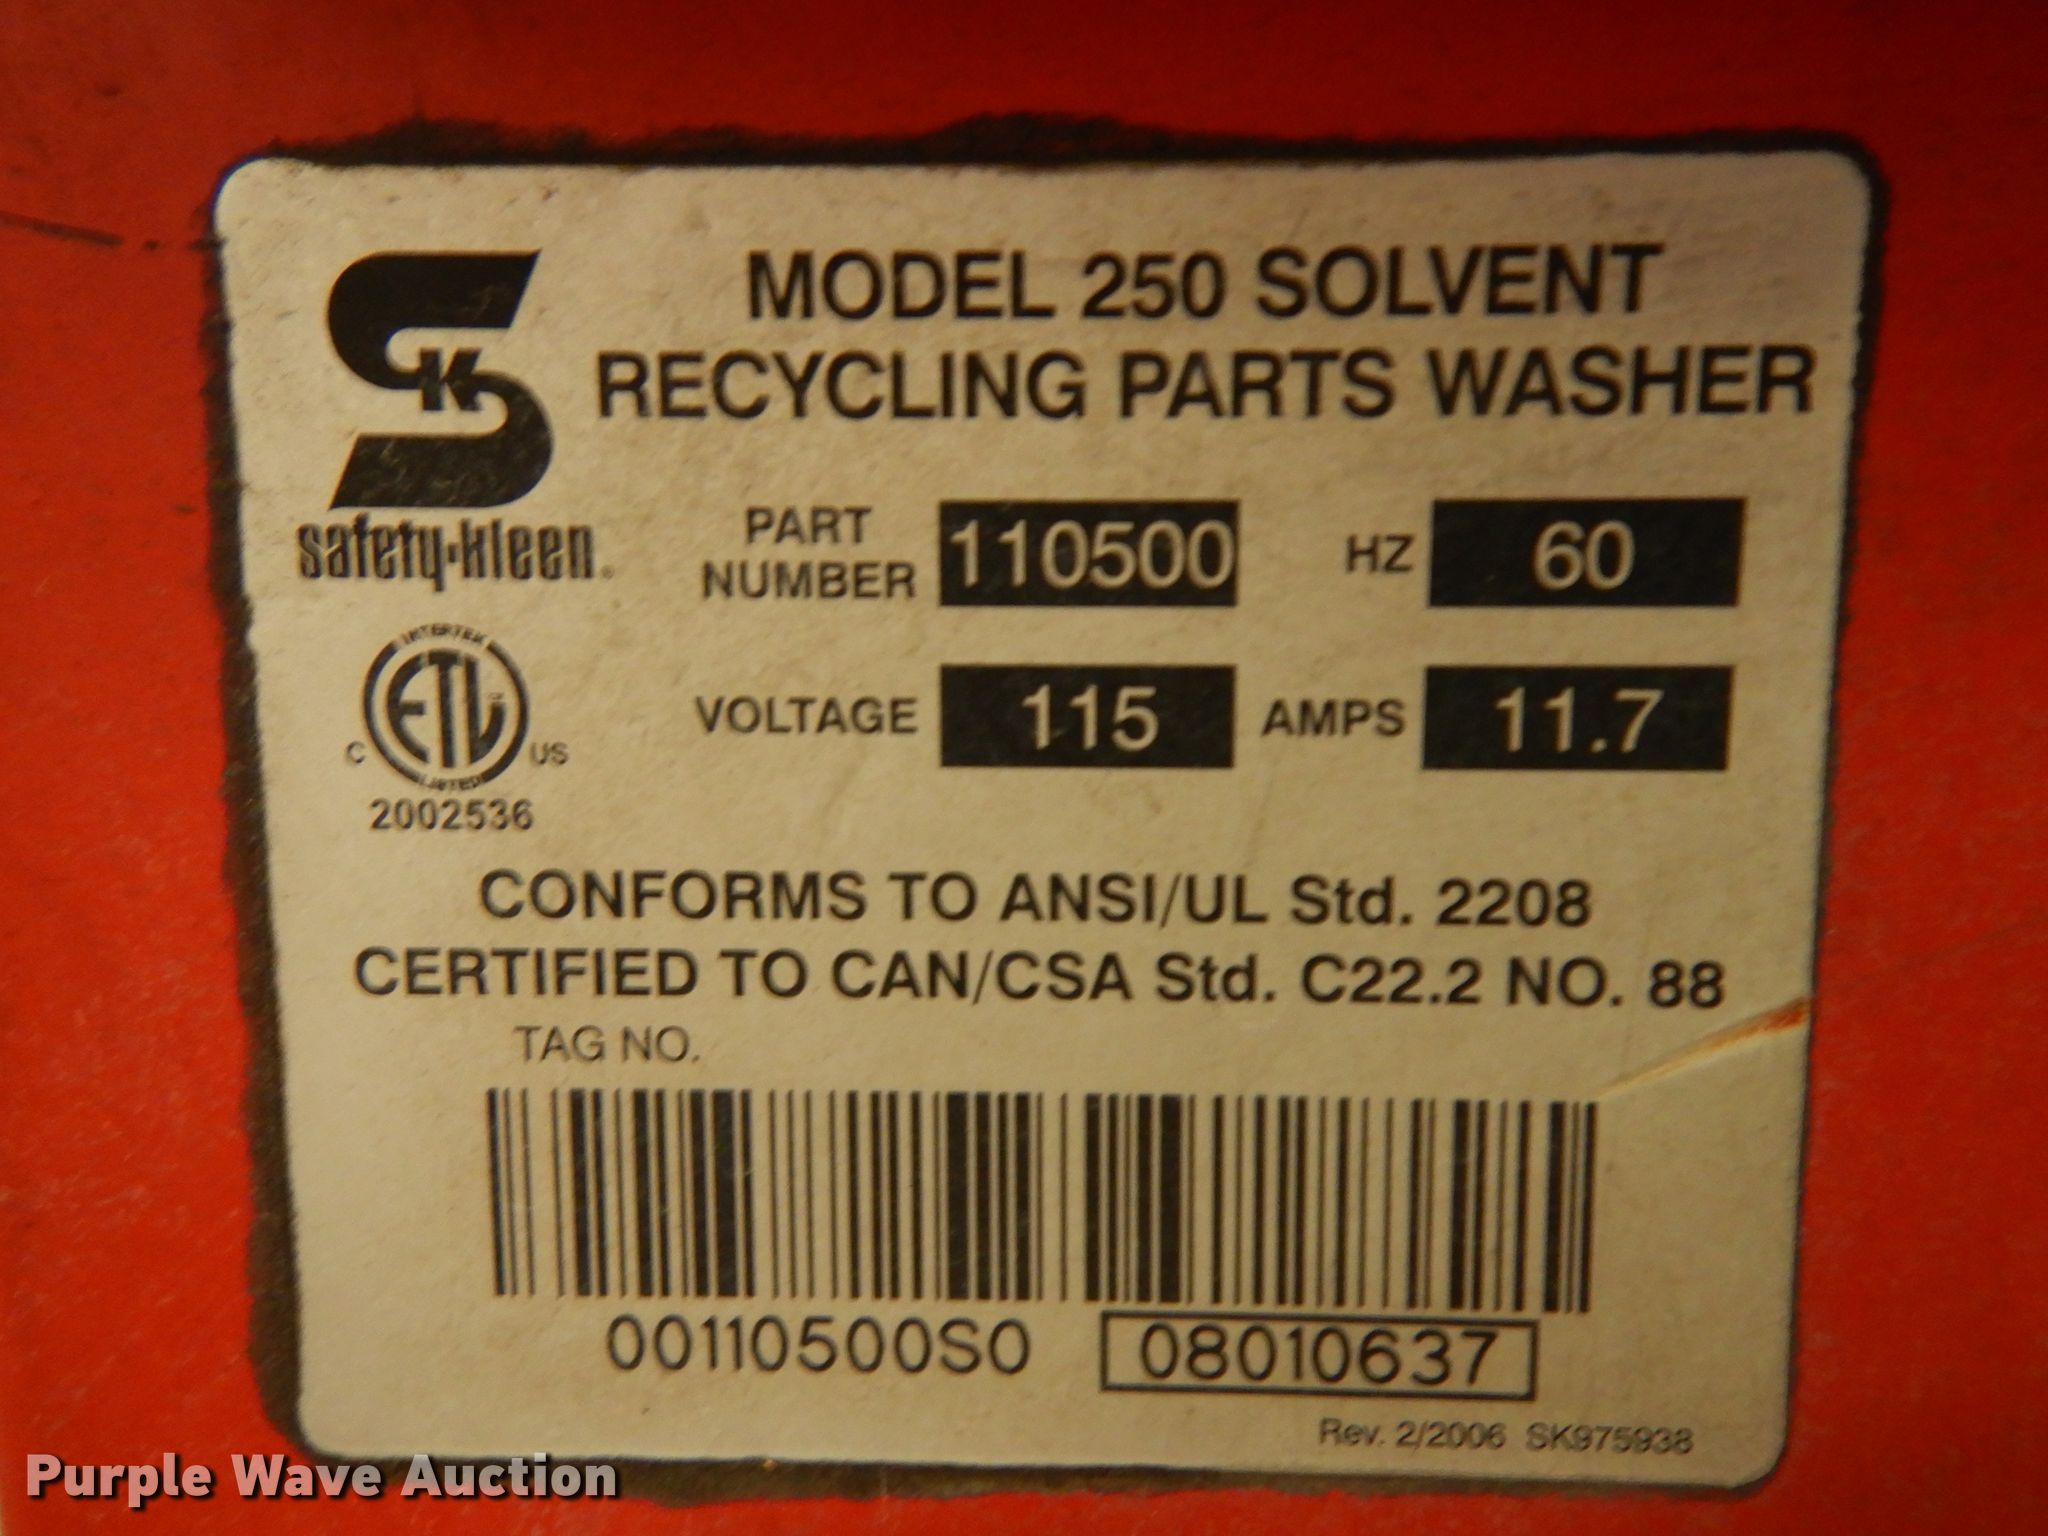 MODEL 250 SOLVENT
RECYCLING PARTS WASHER
SK
safety-kleen®
PART NUMBER 110500 HZ 60
VOLTAGE 115 AMPS 11.7
INTERTEK
ETL
C US
LISTED
2002536
CONFORMS TO ANSI/UL Std. 2208
CERTIFIED TO CAN/CSA Std. C22.2 NO. 88
TAG NO.
00110500S0 08010637
Rev. 2/2006 SK975938
Purple Wave Auction